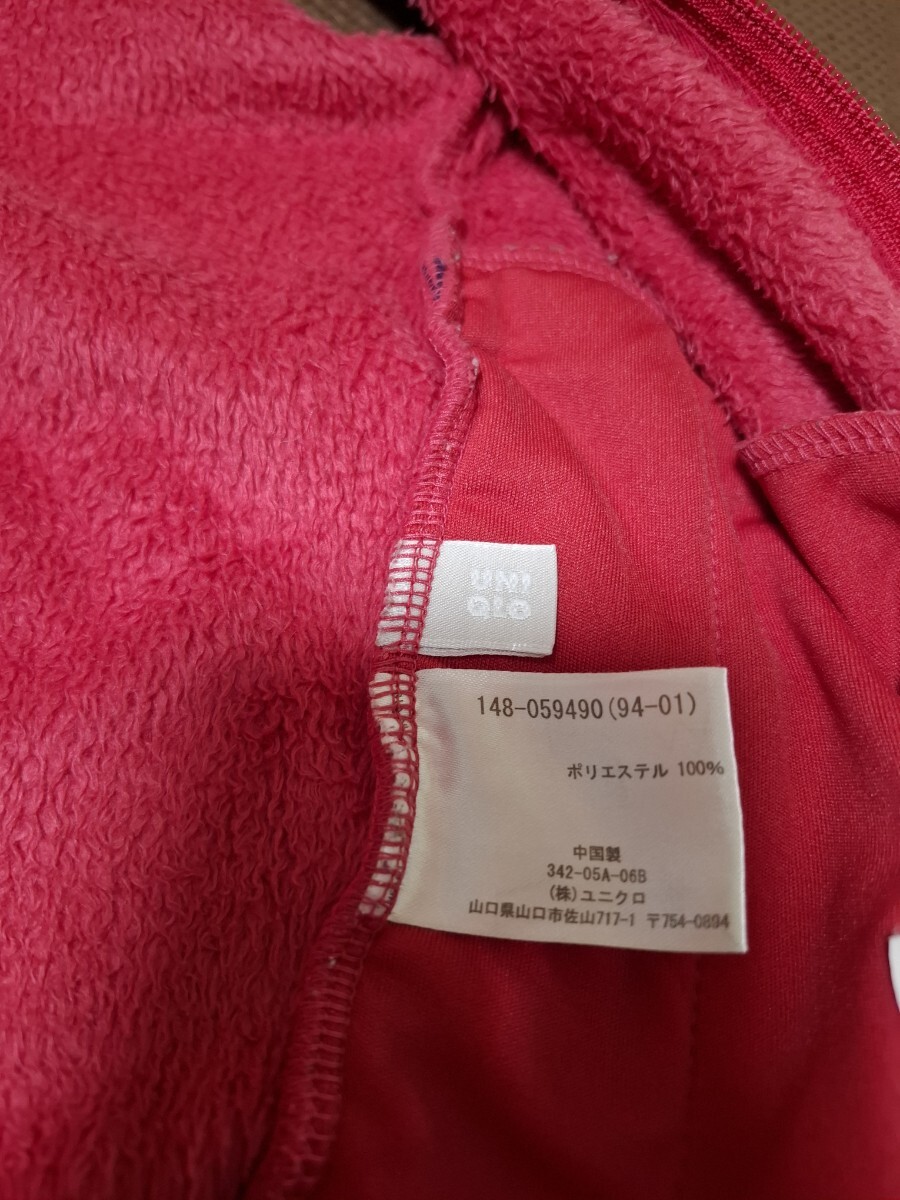 UNI
QLO
148-059490(94-01)
ポリエステル 100%
中国製
342-05A-06B
(株)ユニクロ
山口県山口市佐山717-1 〒754-0894